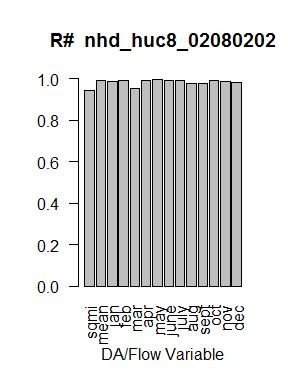 R#  nhd_huc8_02080202
1.0
0.8
0.6
0.4
0.2
0.0
sqmi
mean
jan
feb
mar
apr
may
june
july
aug
sept
oct
nov
dec
DA/Flow Variable